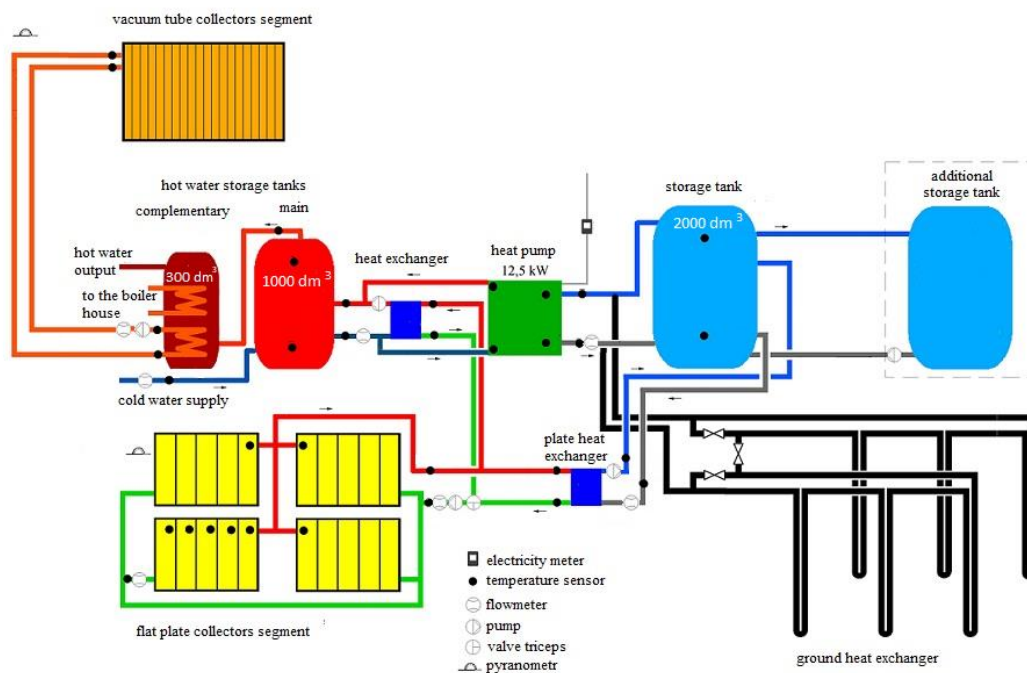 vacuum tube collectors segment
hot water storage tanks
complementary
main
hot water
output
300 dm³
to the boiler
house
1000 dm³
cold water supply
heat exchanger
heat pump
12,5 kW
storage tank
2000 dm³
additional
storage tank
plate heat
exchanger
electricity meter
temperature sensor
flowmeter
pump
valve triceps
pyranometr
flat plate collectors segment
ground heat exchanger